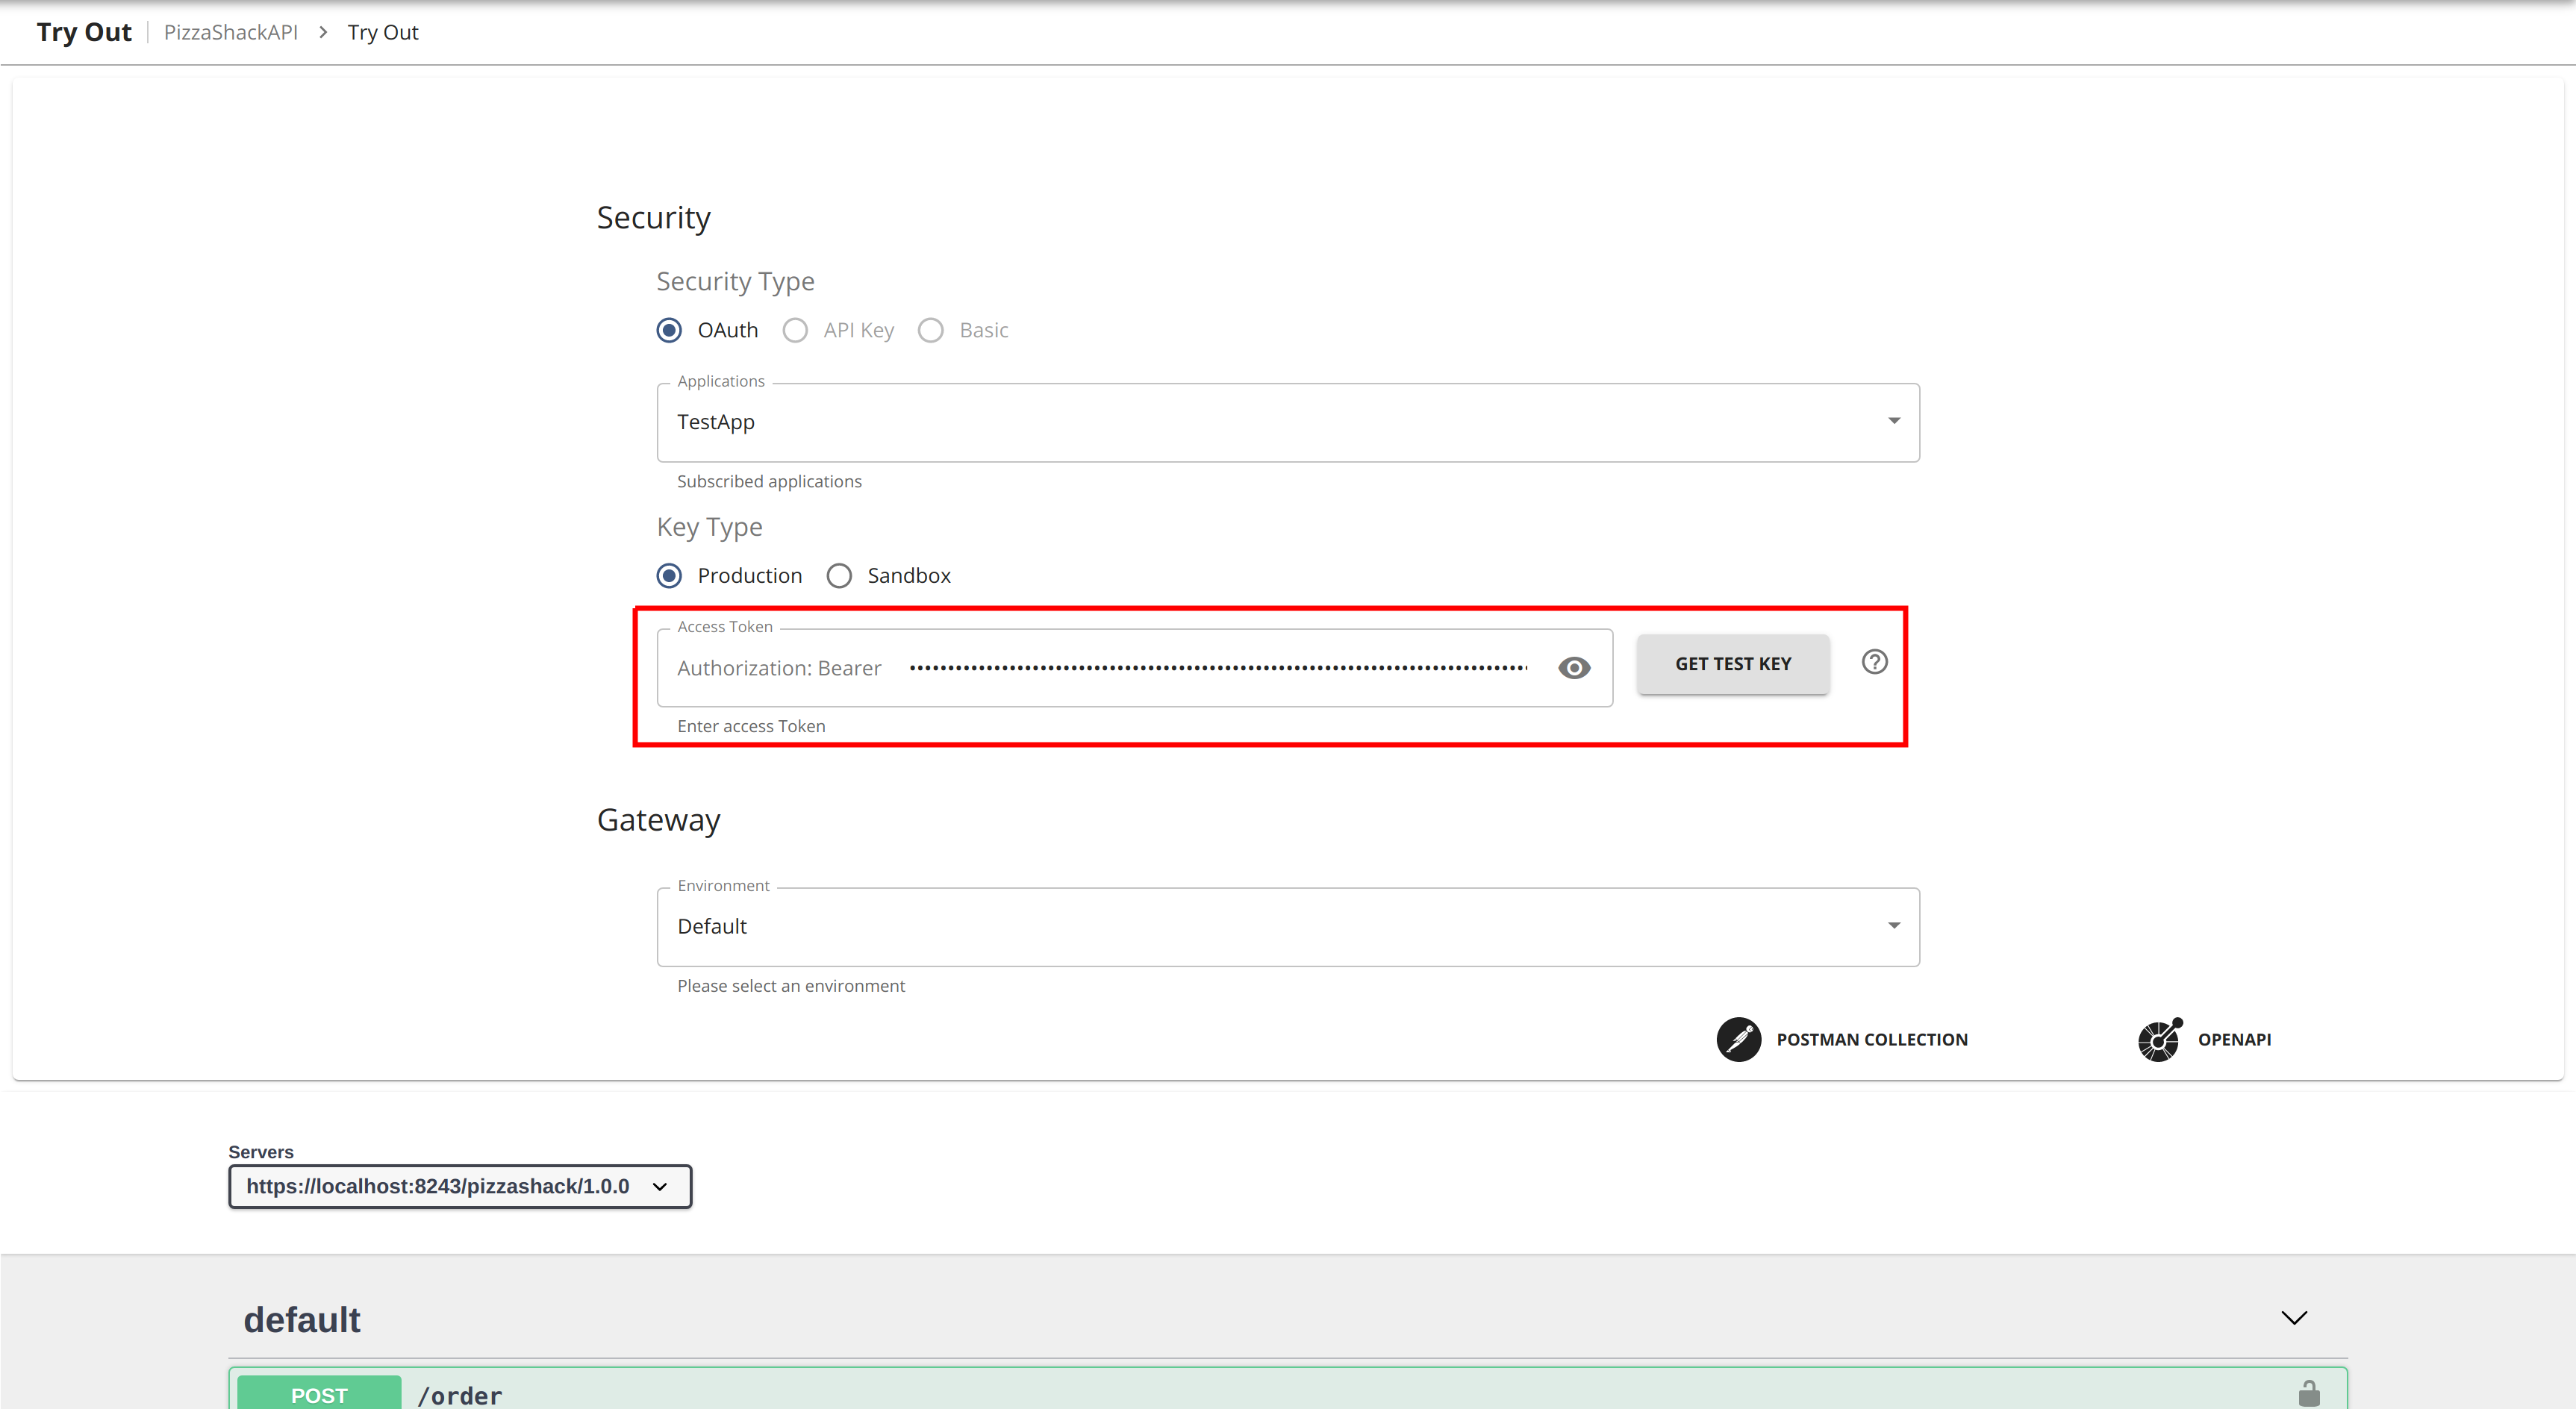 Try Out PizzaShackAPI > Try Out
Security
Security Type
OAuth API Key Basic
Applications
TestApp
Subscribed applications
Key Type
Production Sandbox
Access Token
Authorization: Bearer
GET TEST KEY
Enter access Token
Gateway
Environment
Default
Please select an environment
POSTMAN COLLECTION OPENAPI
Servers
https://localhost:8243/pizzashack/1.0.0
default
POST /order